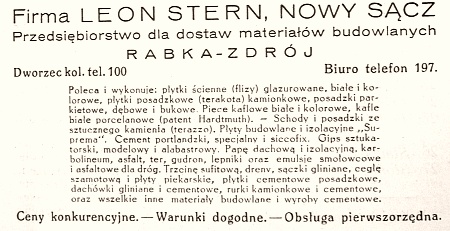 Firma LEON STERN, NOWY SĄCZ
Przedsiębiorstwo dla dostaw materiałów budowlanych
RABKA-ZDRÓJ
Dworzec kol. tel. 100 Biuro telefon 197.
Poleca i wykonuje: płytki ścienne (flizy) glazurowane, białe i ko-
lorowe, płytki posadzkowe (terakota) kamionkowe, posadzki par-
kietowe, dębowe i bukowe. Piece kaflowe białe i kolorowe, kafle
białe porcelanowe (patent Hardtmuth). — Schody i posadzki ze
sztucznego kamienia (terazzo). Płyty budowlane i izolacyjne „Su-
prema". Cement portlandzki, specjalny i siccofix. Gips sztuka-
torski, modelowy i alabastrowy. Papę dachową i izolacyjną, kar-
bolineum, asfalt, ter, gudron, lepniki oraz emulsje smołowcowe
i asfaltowe dla dróg. Trzcinę sufitową, dreny, sączki gliniane, cegłę
szamotową i płyty piekarskie, płytki cementowe posadzkowe,
dachówki gliniane i cementowe, rurki kamionkowe i cementowe,
oraz wszelkie inne materiały budowlane i wyroby cementowe.
Ceny konkurencyjne. — Warunki dogodne. — Obsługa pierwszorzędna.